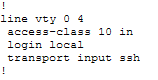 !
line vty 0 4
 access-class 10 in
 login local
 transport input ssh
!